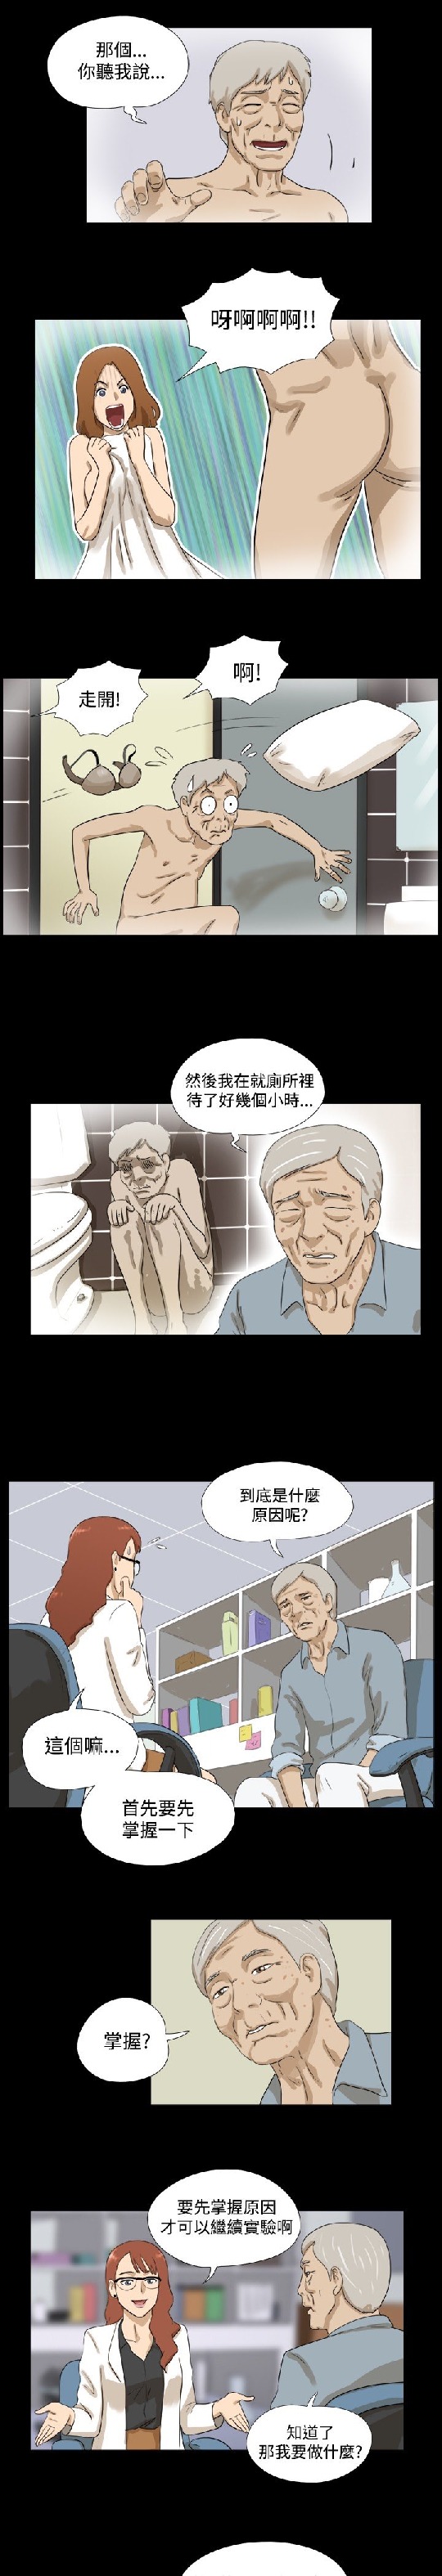 那個...
你聽我說...
呀啊啊啊!!
啊!
走開!
然後我在就廁所裡
待了好幾個小時...
到底是什麼
原因呢?
這個嘛...
首先要先
掌握一下
掌握?
要先掌握原因
才可以繼續實驗啊
知道了
那我要做什麼?